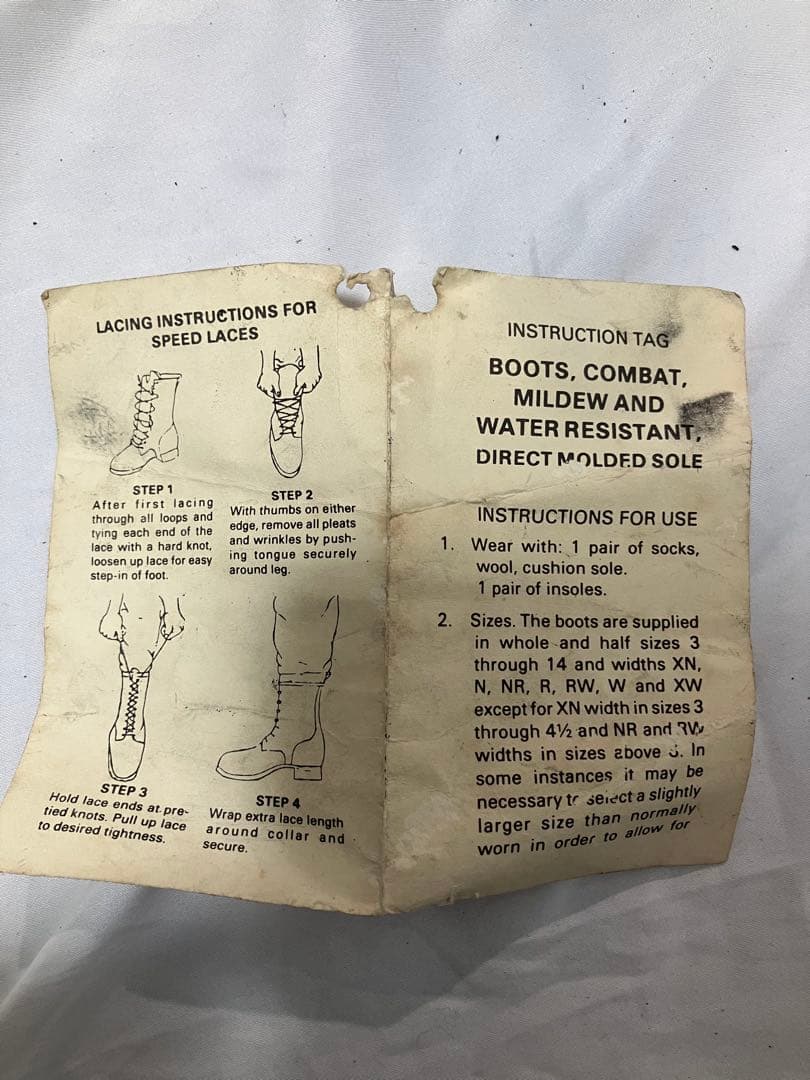 LACING INSTRUCTIONS FOR
SPEED LACES
STEP 1
After first lacing
through all loops and
tying each end of the
lace with a hard knot,
loosen up lace for easy
step-in of foot.
STEP 2
With thumbs on either
edge, remove all pleats
and wrinkles by push-
ing tongue securely
around leg.
STEP 3
Hold lace ends at pre-
tied knots. Pull up lace
to desired tightness.
STEP 4
Wrap extra lace length
around collar and
secure.
INSTRUCTION TAG
BOOTS, COMBAT,
MILDEW AND
WATER RESISTANT,
DIRECT MOLDED SOLE
INSTRUCTIONS FOR USE
1. Wear with: 1 pair of socks,
wool, cushion sole.
1 pair of insoles.
2. Sizes. The boots are supplied
in whole and half sizes 3
through 14 and widths XN,
N, NR, R, RW, W and XW
except for XN width in sizes 3
through 4½ and NR and RW
widths in sizes above . In
some instances it may be
necessary to select a slightly
larger size than normally
worn in order to allow for